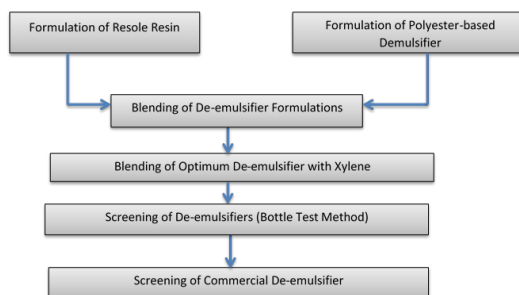 Formulation of Resole Resin
Formulation of Polyester-based
Demulsifier
Blending of De-emulsifier Formulations
Blending of Optimum De-emulsifier with Xylene
Screening of De-emulsifiers (Bottle Test Method)
Screening of Commercial De-emulsifier